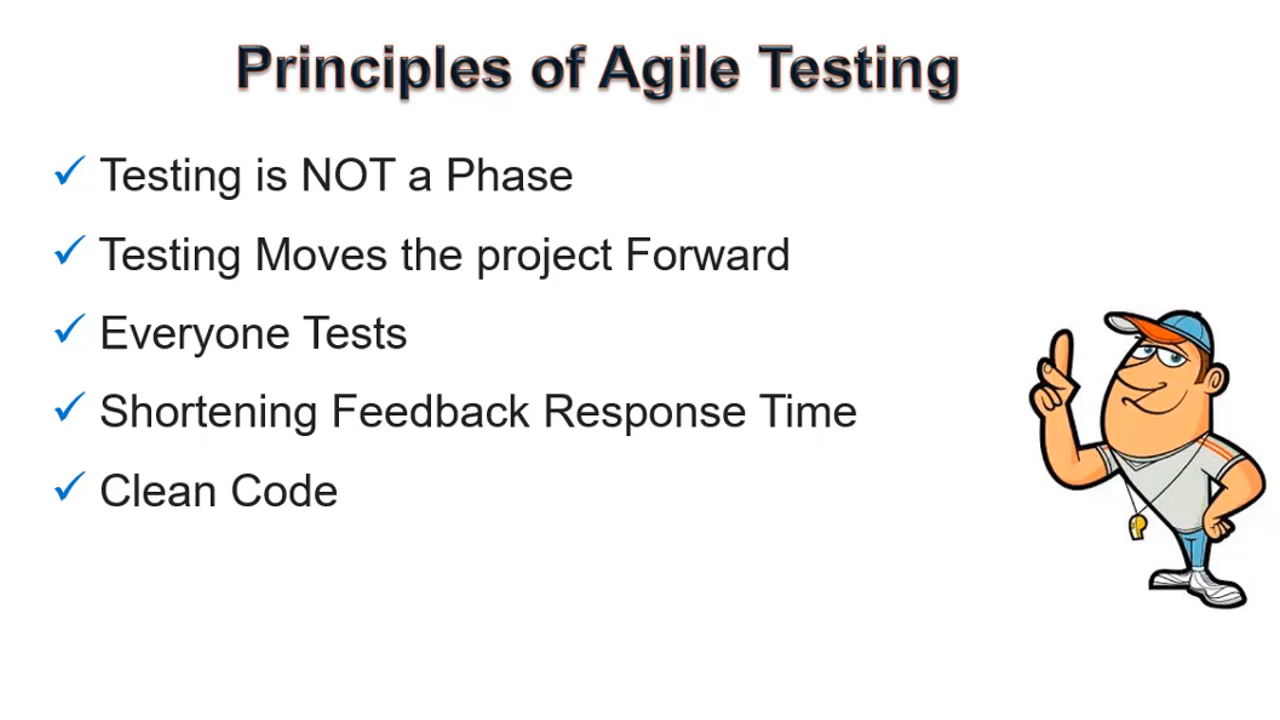 Principles of Agile Testing
Testing is NOT a Phase
Testing Moves the project Forward
Everyone Tests
Shortening Feedback Response Time
Clean Code